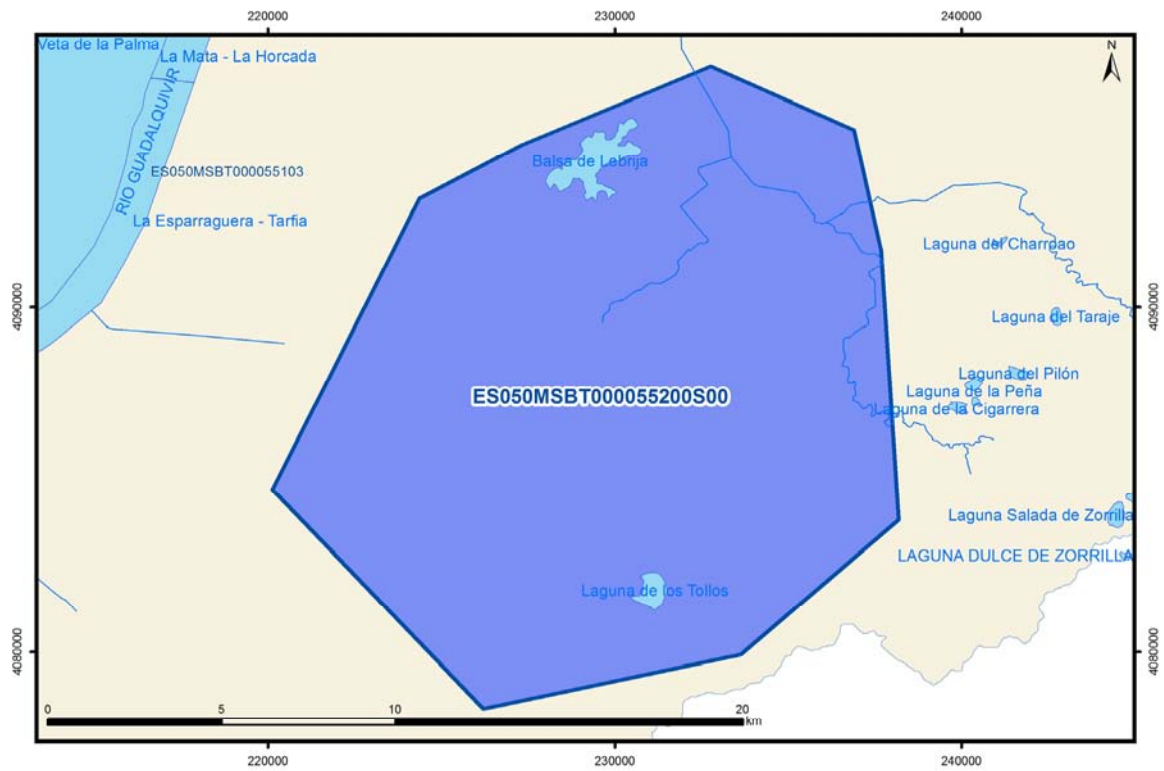 220000
230000
240000
Veta de la Palma
La Mata - La Horcada
N
RIO GUADALQUIVIR
Balsa de Lebrija
ES050MSBT000055103
La Esparraguera - Tarfia
Laguna del Charroao
4090000
4090000
Laguna del Taraje
Laguna del Pilón
Laguna de la Peña
ES050MSBT000055200S00
Laguna de la Cigarrera
Laguna Salada de Zorrilla
LAGUNA DULCE DE ZORRILLA
Laguna de los Tollos
4080000
4080000
0 5 10 20
km
220000
230000
240000